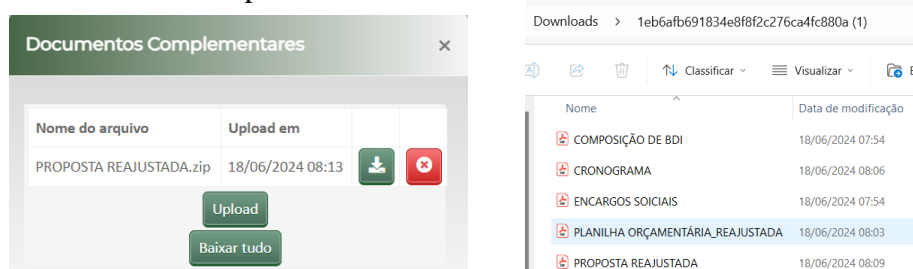 Documentos Complementares ×
Nome do arquivo Upload em
PROPOSTA REAJUSTADA.zip 18/06/2024 08:13
Upload
Baixar tudo
Downloads > 1eb6afb691834e8f8f2c276ca4fc880a (1)
Classificar Visualizar
Nome Data de modificação
COMPOSIÇÃO DE BDI 18/06/2024 07:54
CRONOGRAMA 18/06/2024 08:06
ENCARGOS SOICIAIS 18/06/2024 07:54
PLANILHA ORÇAMENTÁRIA_REAJUSTADA 18/06/2024 08:03
PROPOSTA REAJUSTADA 18/06/2024 08:09